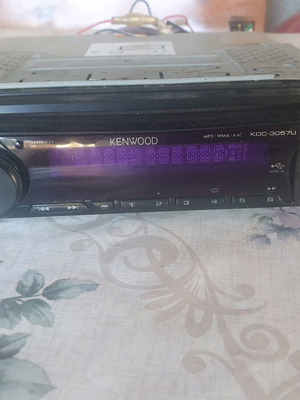 KENWOOD
MP3/WMA/AAC
KDC-3057U
1 2 3 4 5 6